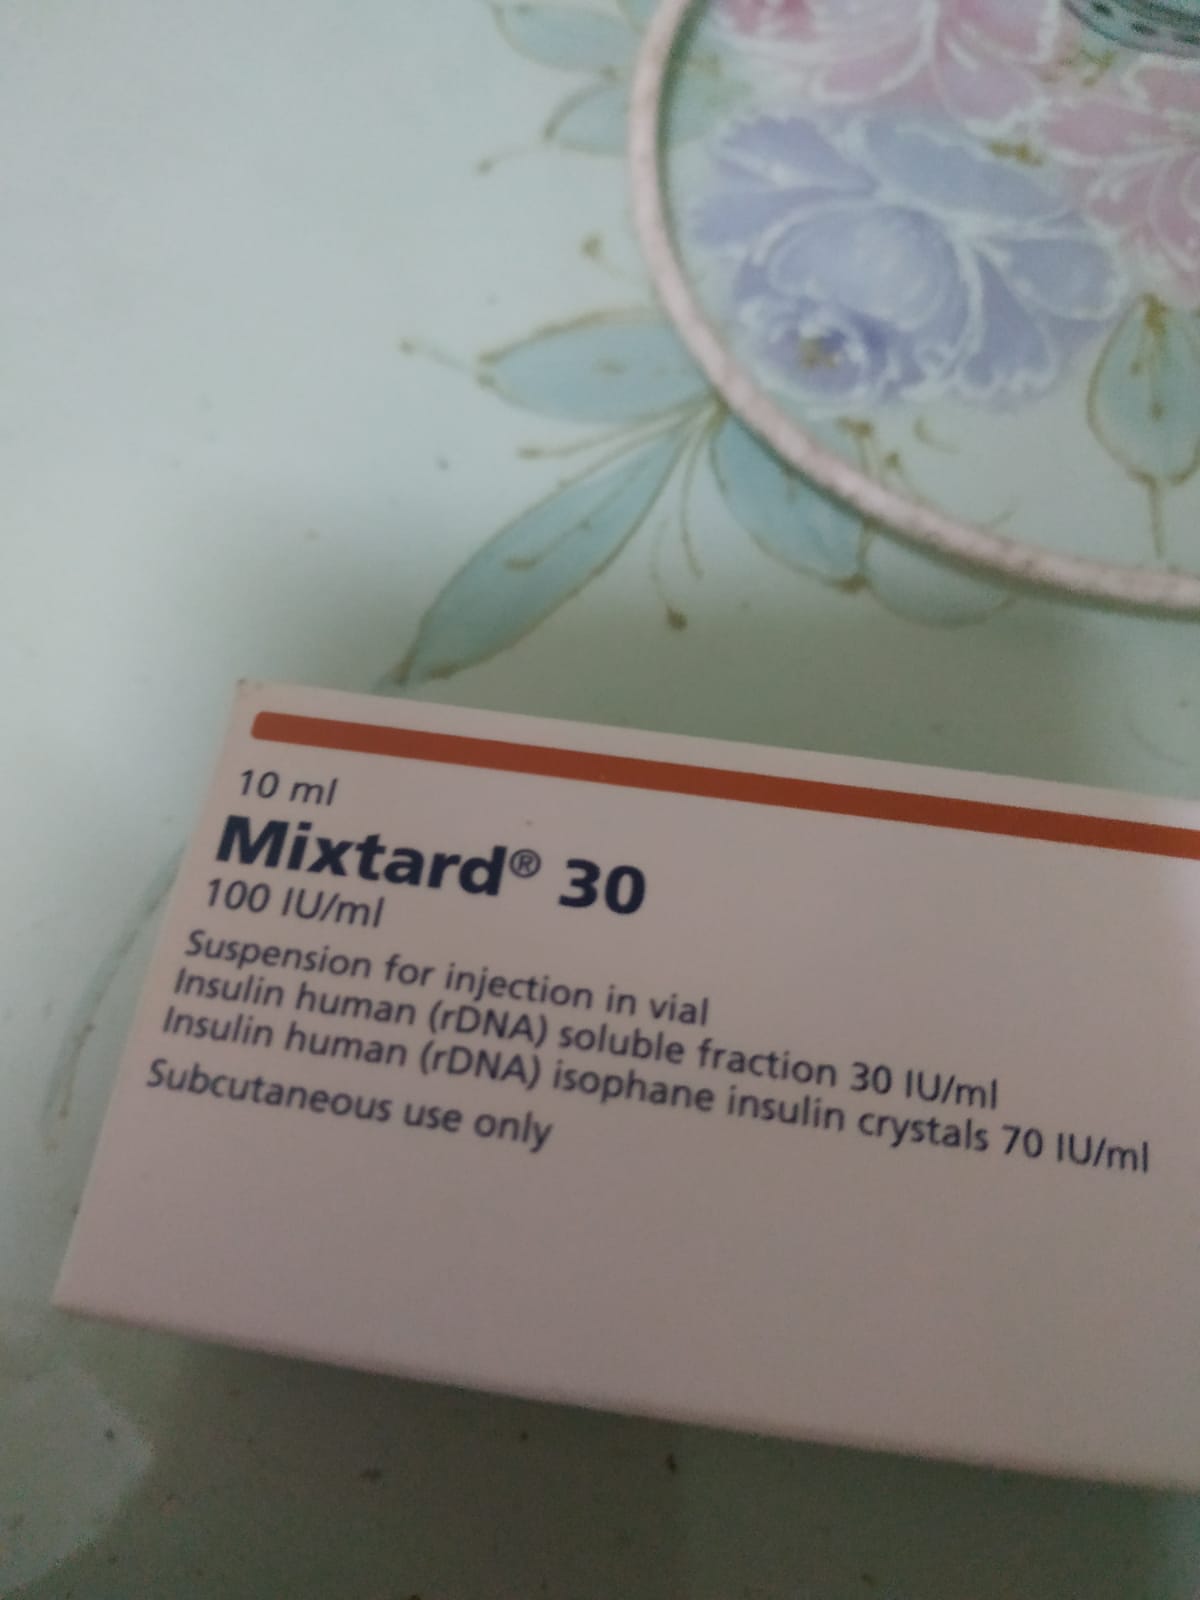 10 ml
Mixtard® 30
100 IU/ml
Suspension for injection in vial
Insulin human (rDNA) soluble fraction 30 IU/ml
Insulin human (rDNA) isophane insulin crystals 70 IU/ml
Subcutaneous use only